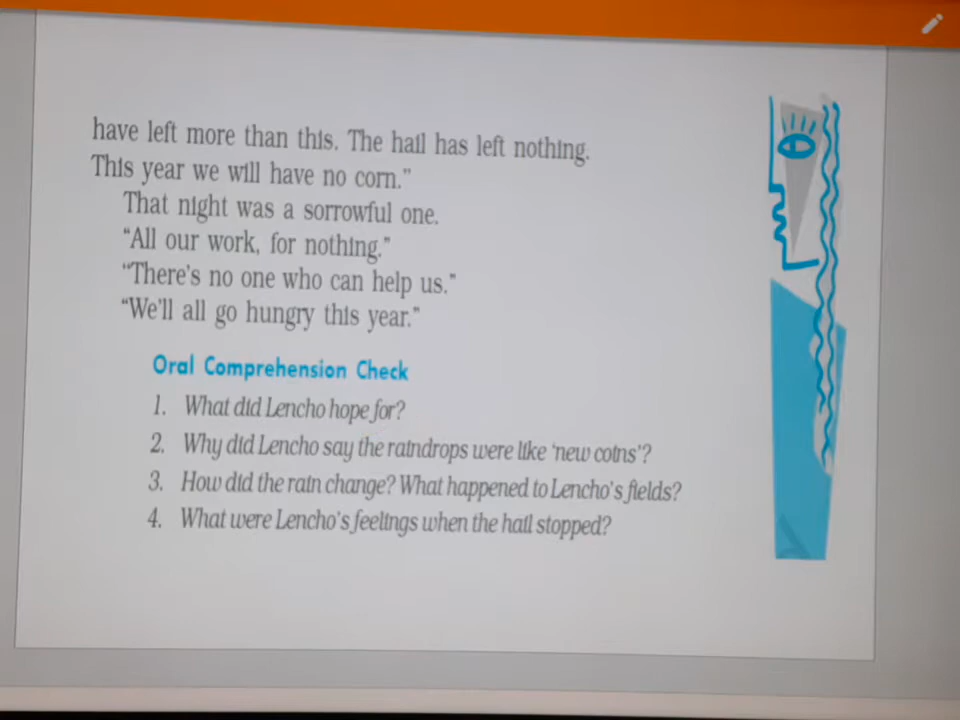 have left more than this. The hail has left nothing.
This year we will have no corn.”
That night was a sorrowful one.
“All our work, for nothing.”
“There’s no one who can help us.”
“We’ll all go hungry this year.”
Oral Comprehension Check
1. What did Lencho hope for?
2. Why did Lencho say the raindrops were like ‘new coins’?
3. How did the rain change? What happened to Lencho’s fields?
4. What were Lencho’s feelings when the hail stopped?